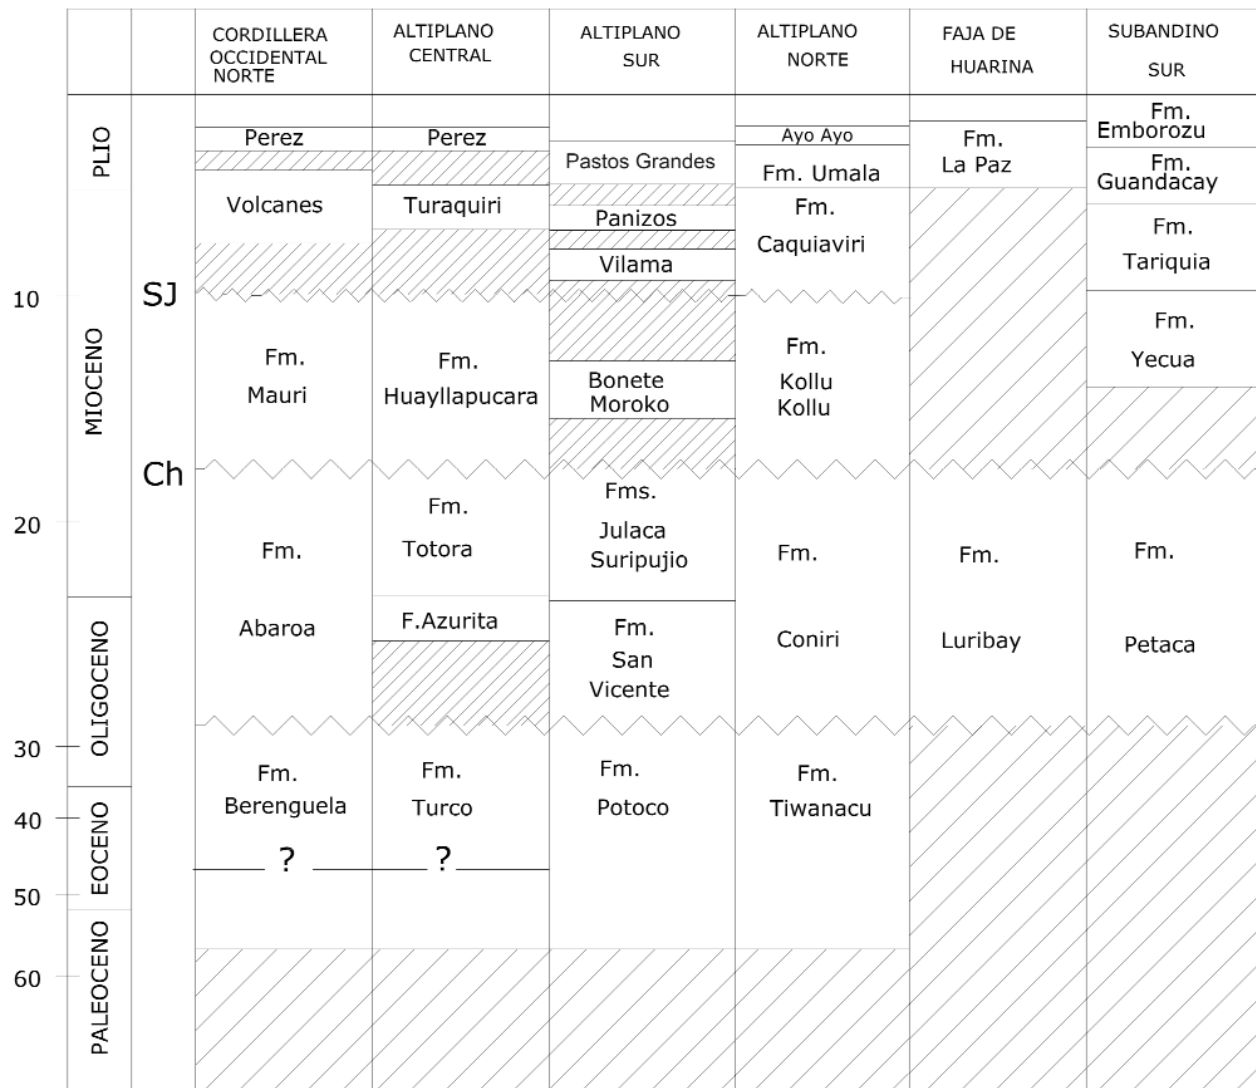 CORDILLERA
OCCIDENTAL
NORTE
ALTIPLANO
CENTRAL
ALTIPLANO
SUR
ALTIPLANO
NORTE
FAJA DE
HUARINA
SUBANDINO
SUR
PLIO
MIOCENO
OLIGOCENO
EOCENO
PALEOCENO
10
20
30
40
50
60
SJ
Ch
Perez
Volcanes
Fm.
Mauri
Fm.
Abaroa
Fm.
Berenguela
?
Perez
Turaquiri
Fm.
Huayllapucara
Fm.
Totora
F.Azurita
Fm.
Turco
?
Pastos Grandes
Panizos
Vilama
Bonete
Moroko
Fms.
Julaca
Suripujio
Fm.
San
Vicente
Fm.
Potoco
Ayo Ayo
Fm. Umala
Fm.
Caquiaviri
Fm.
Kollu
Kollu
Fm.
Coniri
Fm.
Tiwanacu
Fm.
La Paz
Fm.
Luribay
Fm.
Emborozu
Fm.
Guandacay
Fm.
Tariquia
Fm.
Yecua
Fm.
Petaca